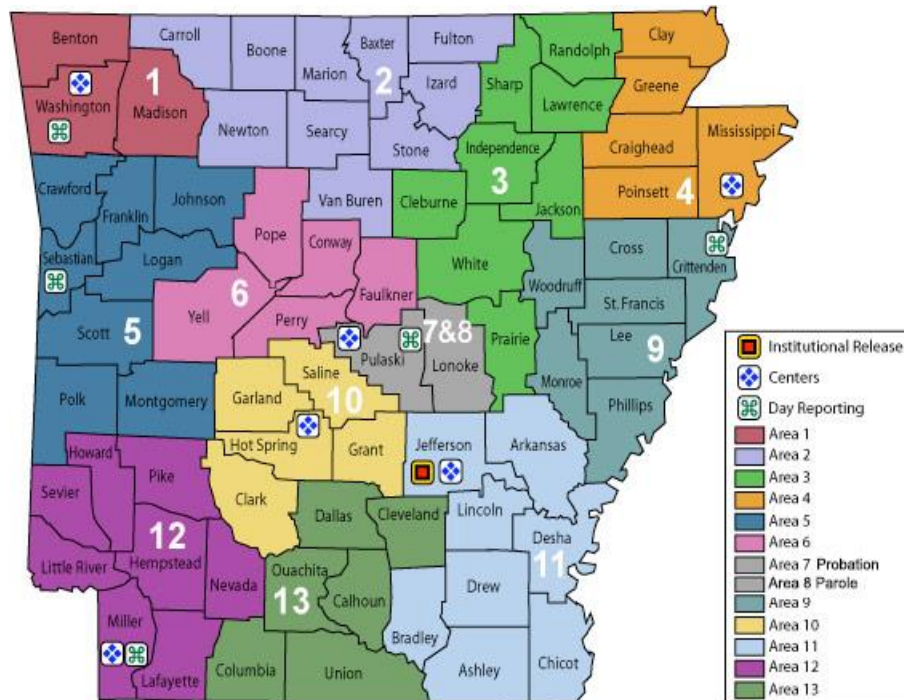 Benton
Carroll
Boone
Marion
Baxter
Fulton
Randolph
Clay
1
2
Izard
Sharp
Greene
Washington
Madison
Lawrence
Mississippi
Newton
Searcy
Stone
Independence
Craighead
3
Crawford
Johnson
Van Buren
Cleburne
Jackson
Poinsett
4
Franklin
Pope
Conway
Cross
Sebastian
Logan
White
Crittenden
Woodruff
6
Faulkner
St. Francis
Yell
Perry
Scott
5
7&8
Prairie
Lee
9
Pulaski
Lonoke
Saline
Monroe
Polk
Montgomery
Garland
10
Phillips
Hot Spring
Grant
Jefferson
Arkansas
Howard
Pike
Sevier
Clark
Dallas
Cleveland
Lincoln
12
Desha
Little River
Hempstead
Ouachita
11
Nevada
13
Calhoun
Drew
Miller
Bradley
Lafayette
Columbia
Union
Ashley
Chicot
Institutional Release
Centers
Day Reporting
Area 1
Area 2
Area 3
Area 4
Area 5
Area 6
Area 7 Probation
Area 8 Parole
Area 9
Area 10
Area 11
Area 12
Area 13